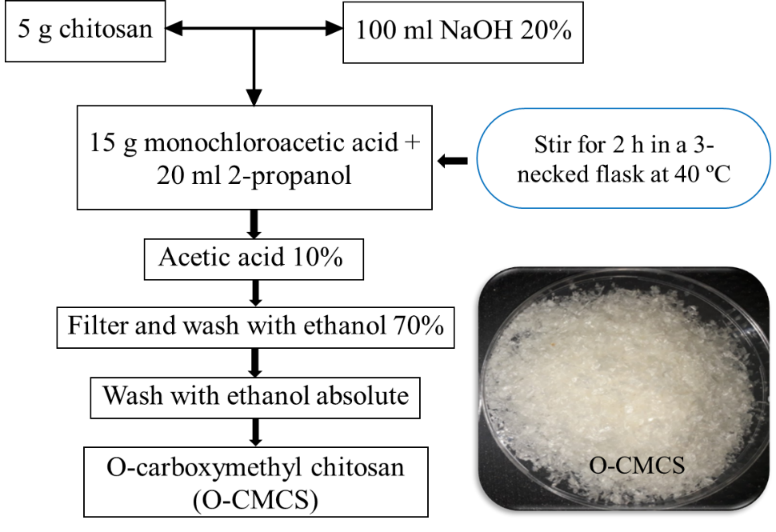 5 g chitosan
100 ml NaOH 20%
15 g monochloroacetic acid +
20 ml 2-propanol
Stir for 2 h in a 3-
necked flask at 40 ºC
Acetic acid 10%
Filter and wash with ethanol 70%
Wash with ethanol absolute
O-carboxymethyl chitosan
(O-CMCS)
O-CMCS